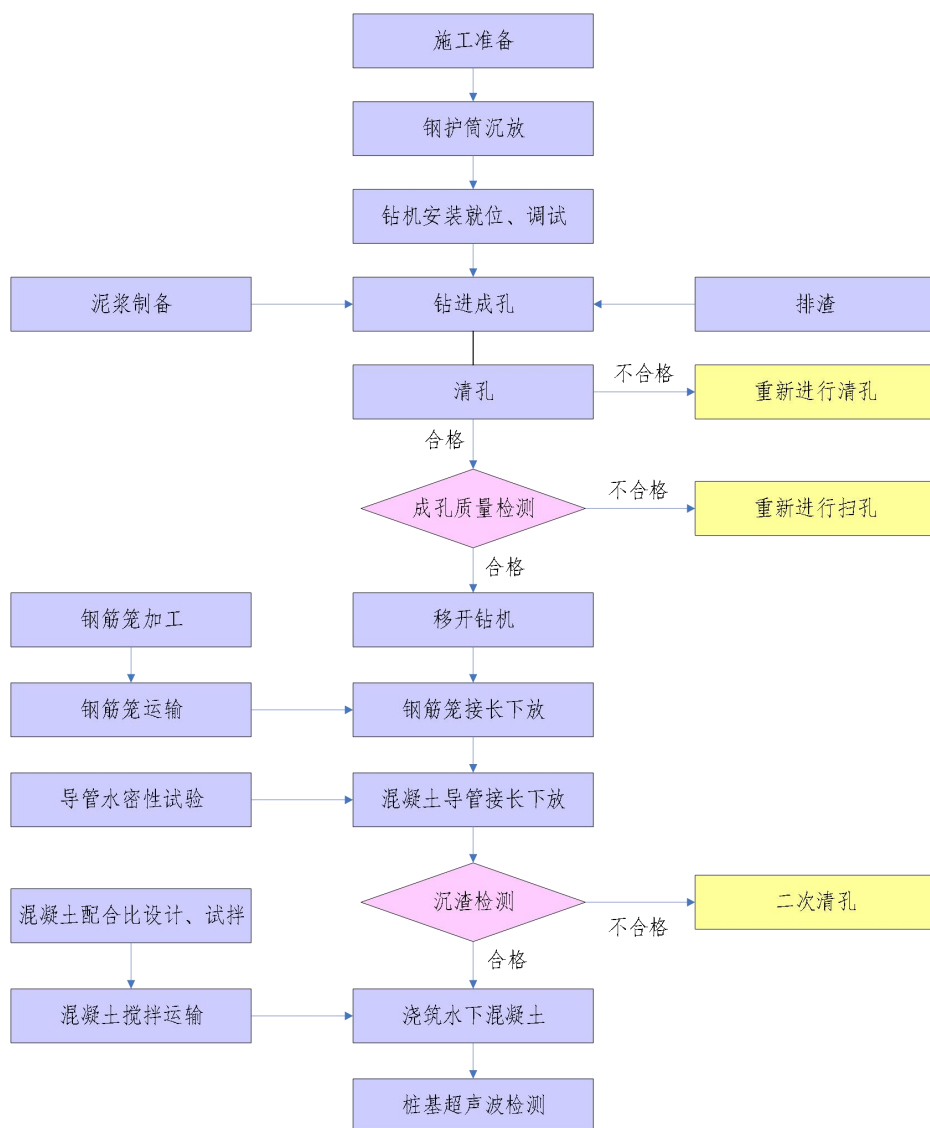 施工准备
钢护筒沉放
钻机安装就位、调试
泥浆制备
钻进成孔
排渣
清孔
不合格
重新进行清孔
合格
成孔质量检测
不合格
重新进行扫孔
合格
钢筋笼加工
移开钻机
钢筋笼运输
钢筋笼接长下放
导管水密性试验
混凝土导管接长下放
混凝土配合比设计、试拌
沉渣检测
不合格
二次清孔
合格
混凝土搅拌运输
浇筑水下混凝土
桩基超声波检测